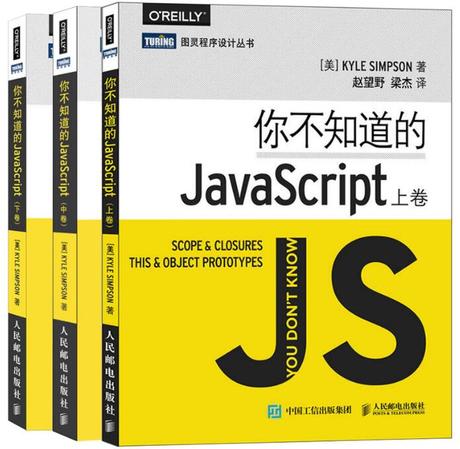 O'REILLY®
TURING 图灵程序设计丛书
[美] KYLE SIMPSON 著
赵望野 梁杰 译
你不知道的
JavaScript 上卷
SCOPE & CLOSURES
THIS & OBJECT PROTOTYPES
YOU DON'T KNOW
JS
中国工信出版集团
人民邮电出版社
O'REILLY
TURING
你不知道的JavaScript(上卷)
[美] KYLE SIMPSON 著
人民邮电出版社
O'REILLY
TURING
你不知道的JavaScript(中卷)
[美] KYLE SIMPSON 著
人民邮电出版社
O'REILLY
TURING
你不知道的JavaScript(下卷)
[美] KYLE SIMPSON 著
人民邮电出版社